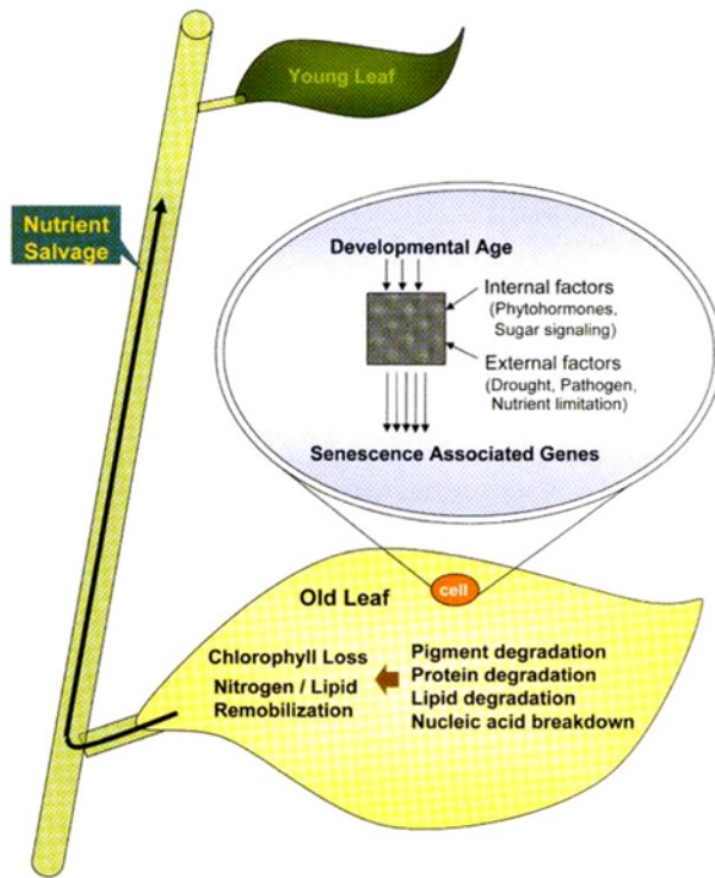 Young Leaf
Nutrient
Salvage
Developmental Age
Internal factors
(Phytohormones,
Sugar signaling)
External factors
(Drought, Pathogen,
Nutrient limitation)
Senescence Associated Genes
cell
Old Leaf
Chlorophyll Loss
Nitrogen / Lipid
Remobilization
Pigment degradation
Protein degradation
Lipid degradation
Nucleic acid breakdown